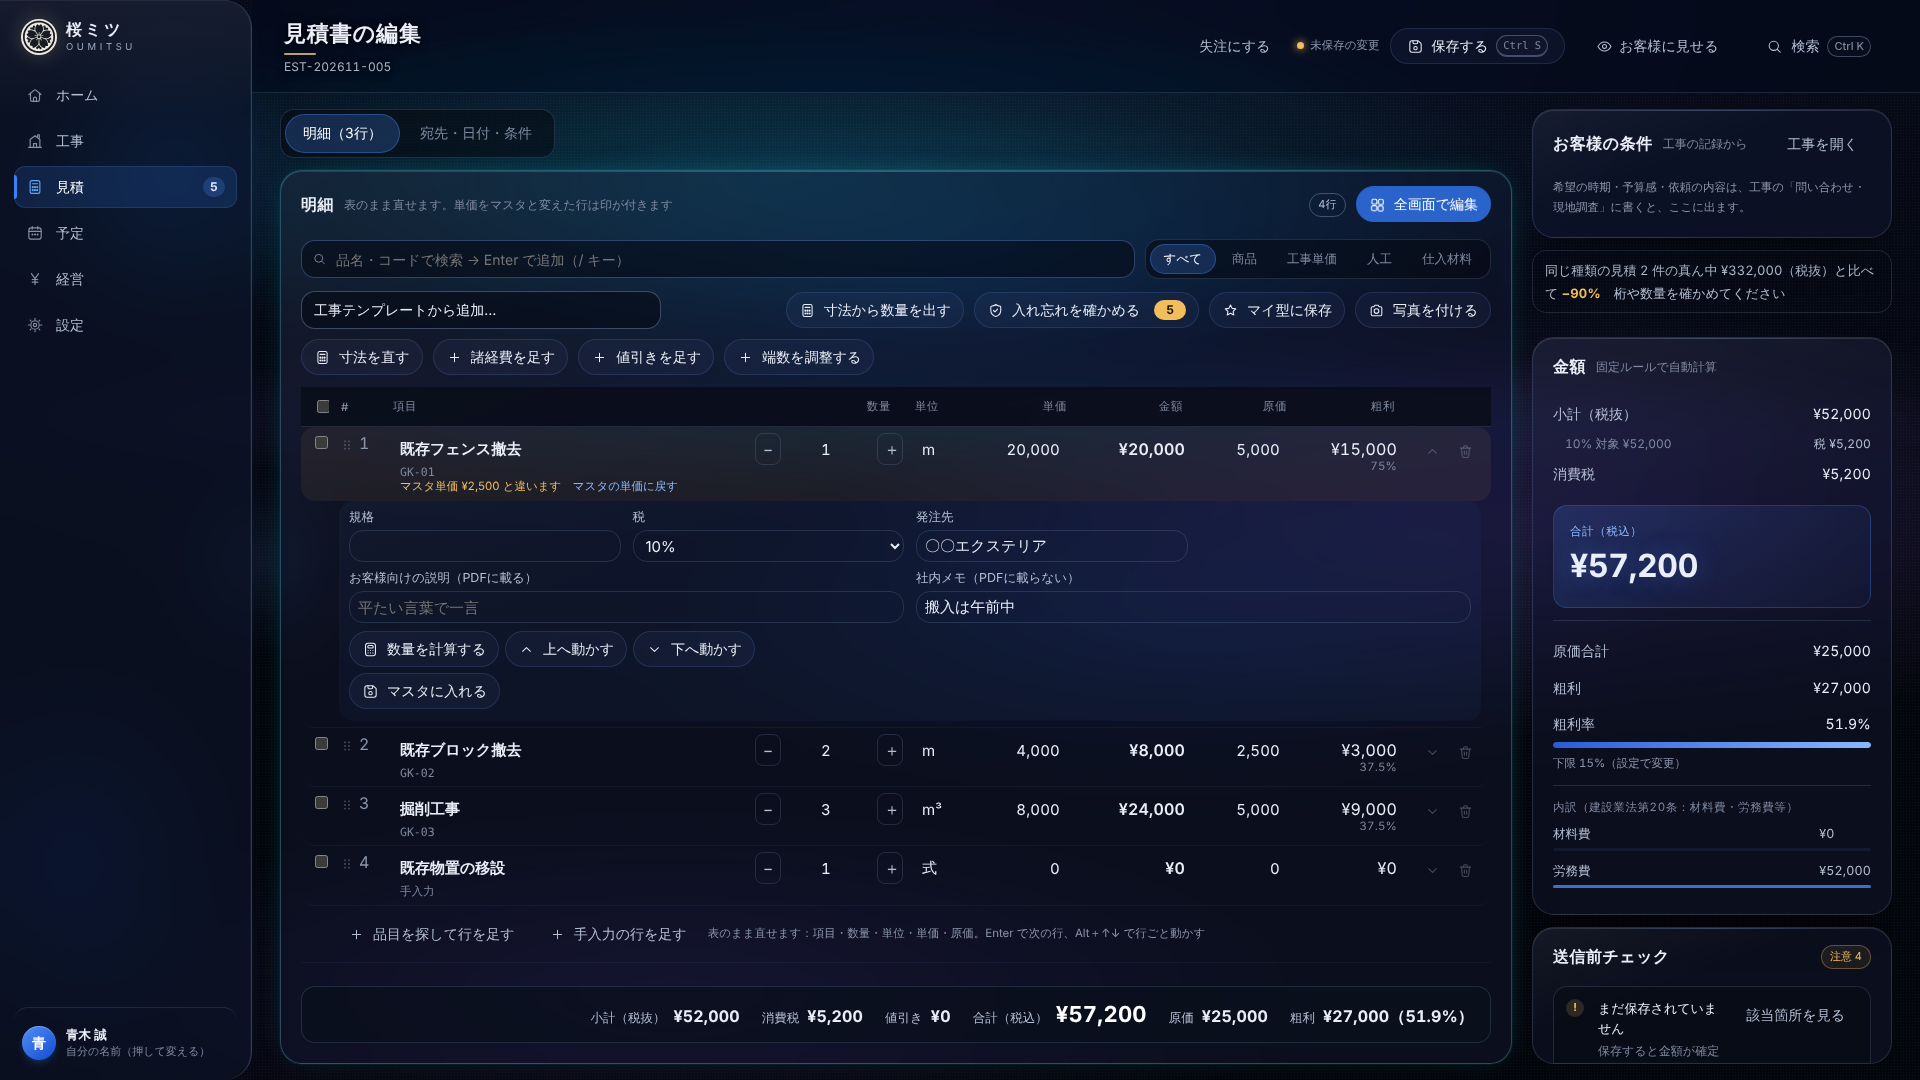 桜ミツ
OUMITSU
ホーム
工事
見積 5
予定
経営
設定
青 青木 誠
自分の名前（押して変える）
見積書の編集
EST-202611-005
失注にする
未保存の変更
保存する Ctrl S
お客様に見せる
検索 Ctrl K
明細（3行）
宛先・日付・条件
明細 表のまま直せます。単価をマスタと変えた行は印が付きます
4行
全画面で編集
品名・コードで検索 → Enter で追加（/ キー）
すべて 商品 工事単価 人工 仕入材料
工事テンプレートから追加...
寸法から数量を出す
入れ忘れを確かめる 5
マイ型に保存
写真を付ける
寸法を直す
＋ 諸経費を足す
＋ 値引きを足す
＋ 端数を調整する
# 項目 数量 単位 単価 金額 原価 粗利
1 既存フェンス撤去 − 1 + m 20,000 ¥20,000 5,000 ¥15,000
75%
GK-01
マスタ単価 ¥2,500 と違います マスタの単価に戻す
規格 税 発注先
10% 〇〇エクステリア
お客様向けの説明（PDFに載る） 社内メモ（PDFに載らない）
平たい言葉で一言 搬入は午前中
数量を計算する
上へ動かす
下へ動かす
マスタに入れる
2 既存ブロック撤去 − 2 + m 4,000 ¥8,000 2,500 ¥3,000
GK-02 37.5%
3 掘削工事 − 3 + m³ 8,000 ¥24,000 5,000 ¥9,000
GK-03 37.5%
4 既存物置の移設 − 1 + 式 0 ¥0 0 ¥0
手入力
＋ 品目を探して行を足す
＋ 手入力の行を足す
表のまま直せます：項目・数量・単位・単価・原価。Enter で次の行、Alt＋↑↓ で行ごと動かす
小計（税抜） ¥52,000 消費税 ¥5,200 値引き ¥0 合計（税込） ¥57,200 原価 ¥25,000 粗利 ¥27,000（51.9%）
お客様の条件 工事の記録から 工事を開く
希望の時期・予算感・依頼の内容は、工事の「問い合わせ・
現地調査」に書くと、ここに出ます。
同じ種類の見積 2 件の真ん中 ¥332,000（税抜）と比べ
て −90% 桁や数量を確かめてください
金額 固定ルールで自動計算
小計（税抜） ¥52,000
10% 対象 ¥52,000 税 ¥5,200
消費税 ¥5,200
合計（税込）
¥57,200
原価合計 ¥25,000
粗利 ¥27,000
粗利率 51.9%
下限 15%（設定で変更）
内訳（建設業法第20条：材料費・労務費等）
材料費 ¥0
労務費 ¥52,000
送信前チェック 注意 4
! まだ保存されていま
せん
該当箇所を見る
保存すると金額が確定